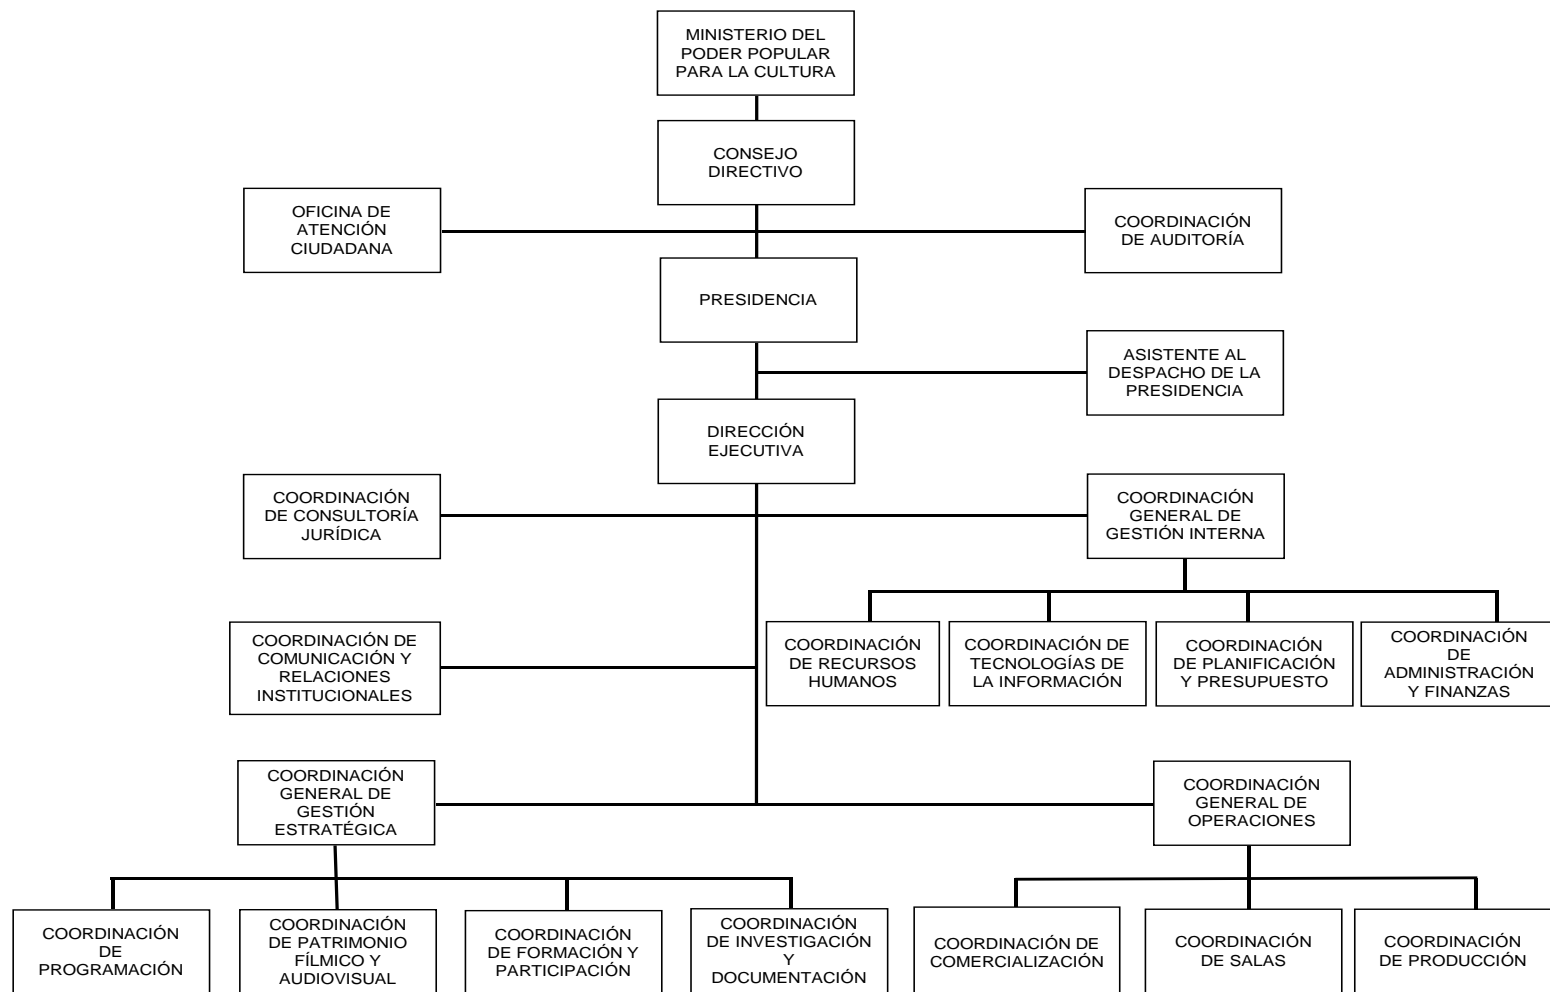 MINISTERIO DEL
PODER POPULAR
PARA LA CULTURA
CONSEJO
DIRECTIVO
OFICINA DE
ATENCIÓN
CIUDADANA
COORDINACIÓN
DE AUDITORÍA
PRESIDENCIA
ASISTENTE AL
DESPACHO DE LA
PRESIDENCIA
DIRECCIÓN
EJECUTIVA
COORDINACIÓN
DE CONSULTORÍA
JURÍDICA
COORDINACIÓN
GENERAL DE
GESTIÓN INTERNA
COORDINACIÓN DE
COMUNICACIÓN Y
RELACIONES
INSTITUCIONALES
COORDINACIÓN
DE RECURSOS
HUMANOS
COORDINACIÓN DE
TECNOLOGÍAS DE
LA INFORMACIÓN
COORDINACIÓN
DE PLANIFICACIÓN
Y PRESUPUESTO
COORDINACIÓN
DE
ADMINISTRACIÓN
Y FINANZAS
COORDINACIÓN
GENERAL DE
GESTIÓN
ESTRATÉGICA
COORDINACIÓN
GENERAL DE
OPERACIONES
COORDINACIÓN
DE
PROGRAMACIÓN
COORDINACIÓN
DE PATRIMONIO
FÍLMICO Y
AUDIOVISUAL
COORDINACIÓN
DE FORMACIÓN Y
PARTICIPACIÓN
COORDINACIÓN
DE INVESTIGACIÓN
Y
DOCUMENTACIÓN
COORDINACIÓN DE
COMERCIALIZACIÓN
COORDINACIÓN
DE SALAS
COORDINACIÓN
DE PRODUCCIÓN